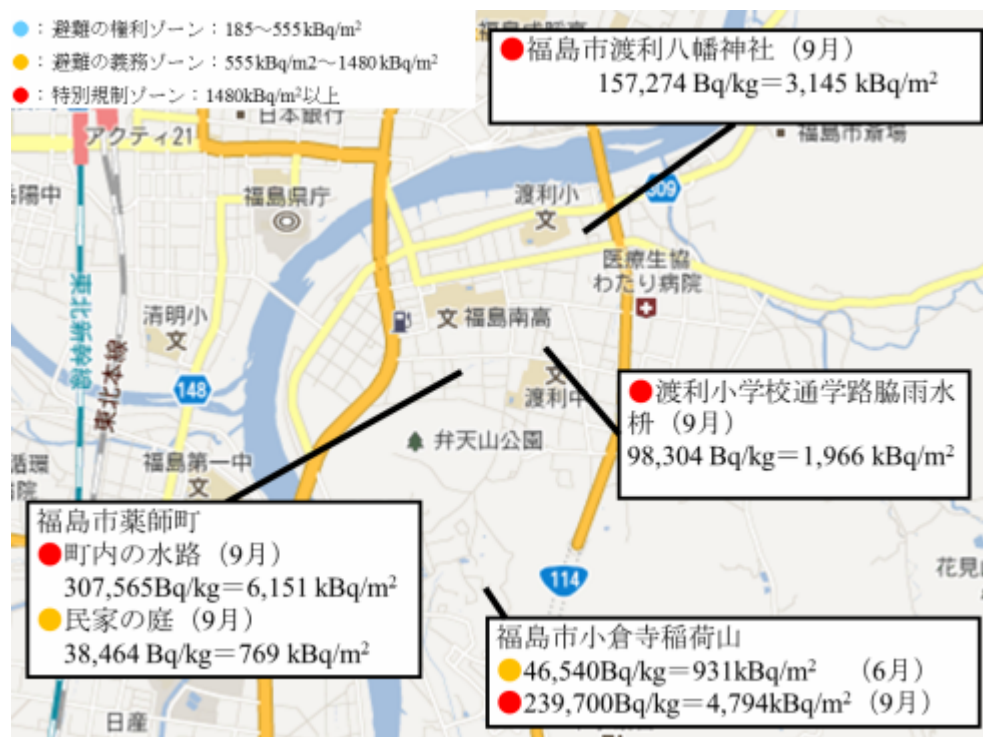 ●：避難の権利ゾーン：185～555kBq/m²
●：避難の義務ゾーン：555kBq/m2～1480kBq/m²
●：特別規制ゾーン：1480kBq/m²以上
●福島市渡利八幡神社（9月）
157,274 Bq/kg＝3,145 kBq/m²
日本銀行
アクティ21
福島市斎場
福島県庁
渡利小
文
309
医療生協
わたり病院
清明小
文
文 福島南高
東北本線
148
文
渡利中
弁天山公園
●渡利小学校通学路脇雨水
枡（9月）
98,304 Bq/kg＝1,966 kBq/m²
福島第一中
文
福島市薬師町
●町内の水路（9月）
307,565Bq/kg＝6,151 kBq/m²
●民家の庭（9月）
38,464 Bq/kg＝769 kBq/m²
114
花見山
福島市小倉寺稲荷山
●46,540Bq/kg＝931kBq/m²　（6月）
●239,700Bq/kg＝4,794kBq/m²（9月）
日産